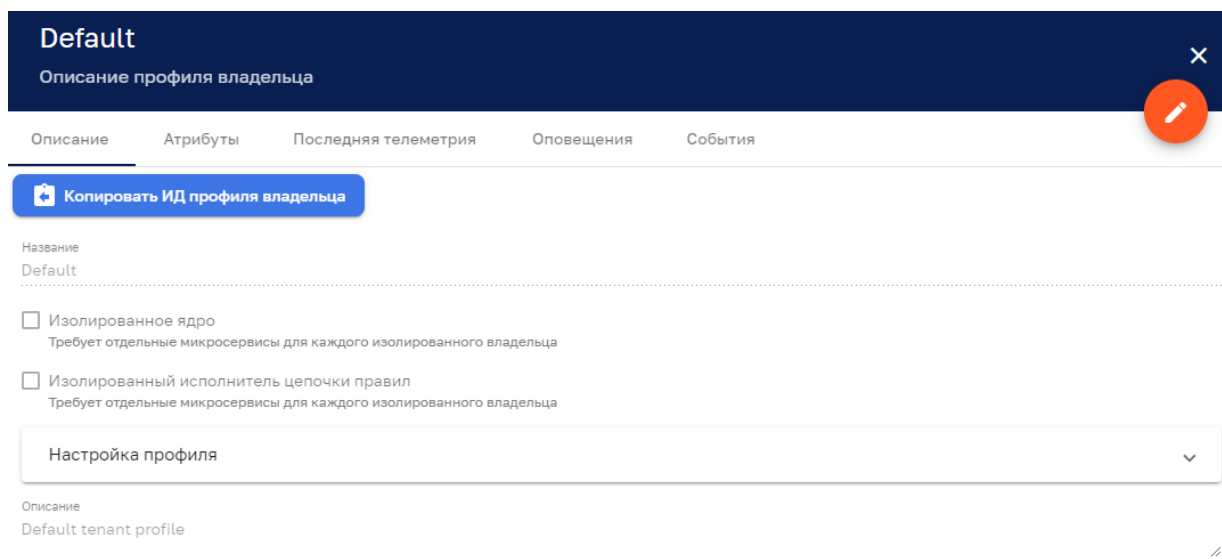 Default
Описание профиля владельца
Описание Атрибуты Последняя телеметрия Оповещения События
Копировать ИД профиля владельца
Название
Default
Изолированное ядро
Требует отдельные микросервисы для каждого изолированного владельца
Изолированный исполнитель цепочки правил
Требует отдельные микросервисы для каждого изолированного владельца
Настройка профиля
Описание
Default tenant profile